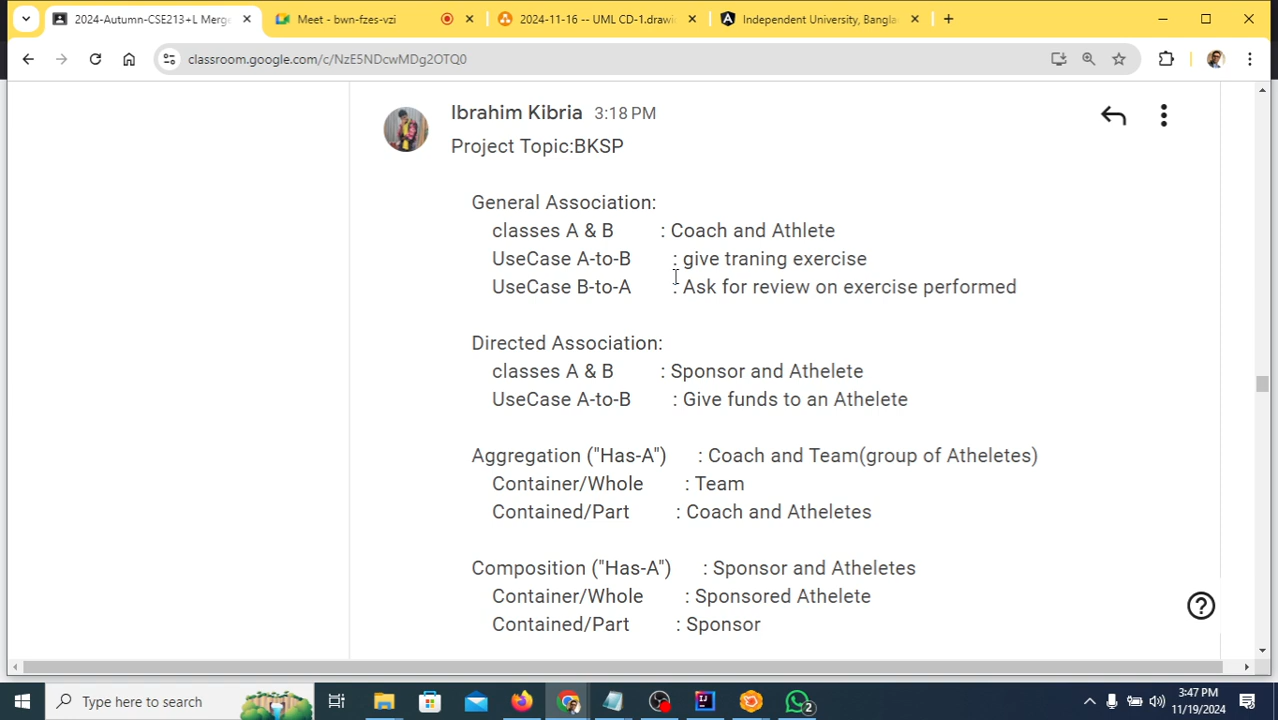 2024-Autumn-CSE213+L Merge
Meet - bwn-fzes-vzi
2024-11-16 -- UML CD-1.drawi
Independent University, Bangla
classroom.google.com/c/NzE5NDcwMDg2OTQ0
Ibrahim Kibria 3:18 PM
Project Topic:BKSP
General Association:
classes A & B : Coach and Athlete
UseCase A-to-B : give traning exercise
UseCase B-to-A : Ask for review on exercise performed
Directed Association:
classes A & B : Sponsor and Athelete
UseCase A-to-B : Give funds to an Athelete
Aggregation ("Has-A") : Coach and Team(group of Atheletes)
Container/Whole : Team
Contained/Part : Coach and Atheletes
Composition ("Has-A") : Sponsor and Atheletes
Container/Whole : Sponsored Athlete
Contained/Part : Sponsor
Type here to search
2
3:47 PM
11/19/2024